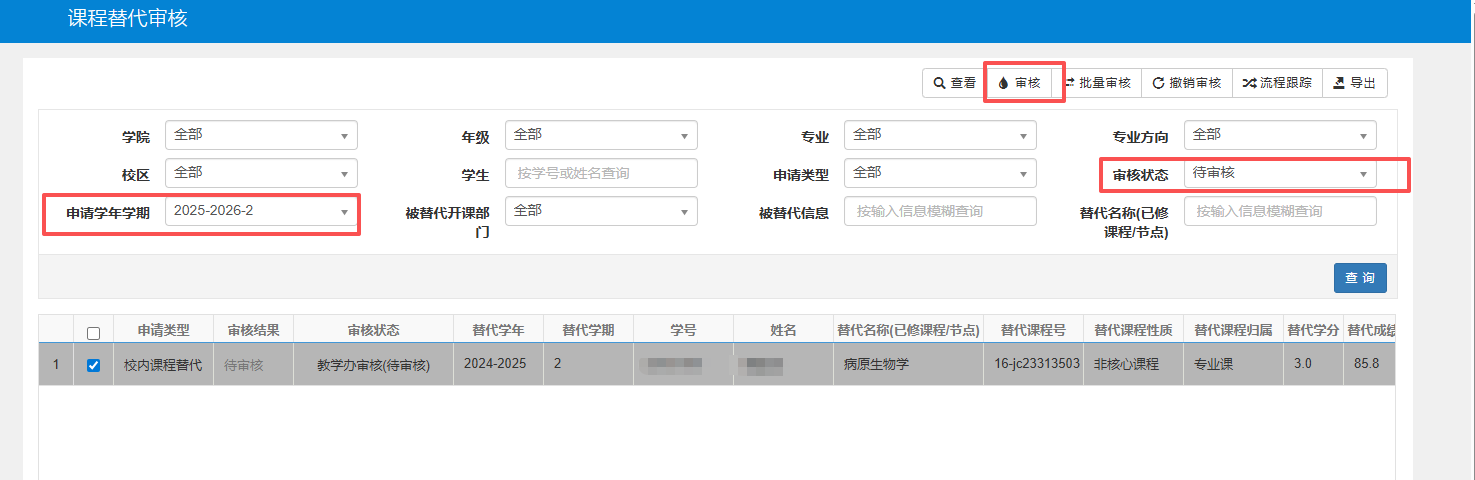 课程替代审核
查看 审核 批量审核 撤销审核 流程跟踪 导出
学院 全部 年级 全部 专业 全部 专业方向 全部
校区 全部 学生 按学号或姓名查询 申请类型 全部 审核状态 待审核
申请学年学期 2025-2026-2 被替代开课部门 全部 被替代信息 按输入信息模糊查询 替代名称(已修课程/节点) 按输入信息模糊查询
查 询
申请类型 审核结果 审核状态 替代学年 替代学期 学号 姓名 替代名称(已修课程/节点) 替代课程号 替代课程性质 替代课程归属 替代学分 替代成绩
1 校内课程替代 待审核 教学办审核(待审核) 2024-2025 2 病原生物学 16-jc23313503 非核心课程 专业课 3.0 85.8